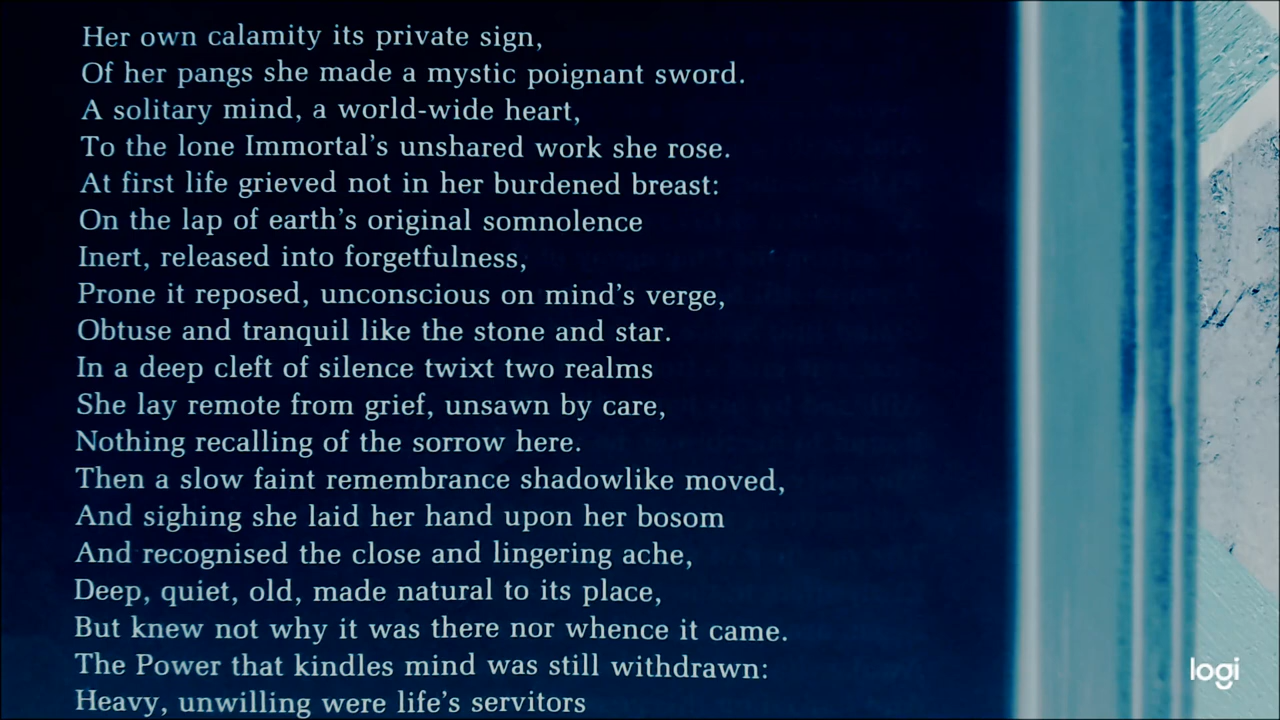 Her own calamity its private sign,
Of her pangs she made a mystic poignant sword.
A solitary mind, a world-wide heart,
To the lone Immortal's unshared work she rose.
At first life grieved not in her burdened breast:
On the lap of earth's original somnolence
Inert, released into forgetfulness,
Prone it reposed, unconscious on mind's verge,
Obtuse and tranquil like the stone and star.
In a deep cleft of silence twixt two realms
She lay remote from grief, unsawn by care,
Nothing recalling of the sorrow here.
Then a slow faint remembrance shadowlike moved,
And sighing she laid her hand upon her bosom
And recognised the close and lingering ache,
Deep, quiet, old, made natural to its place,
But knew not why it was there nor whence it came.
The Power that kindles mind was still withdrawn:
Heavy, unwilling were life's servitors
logi